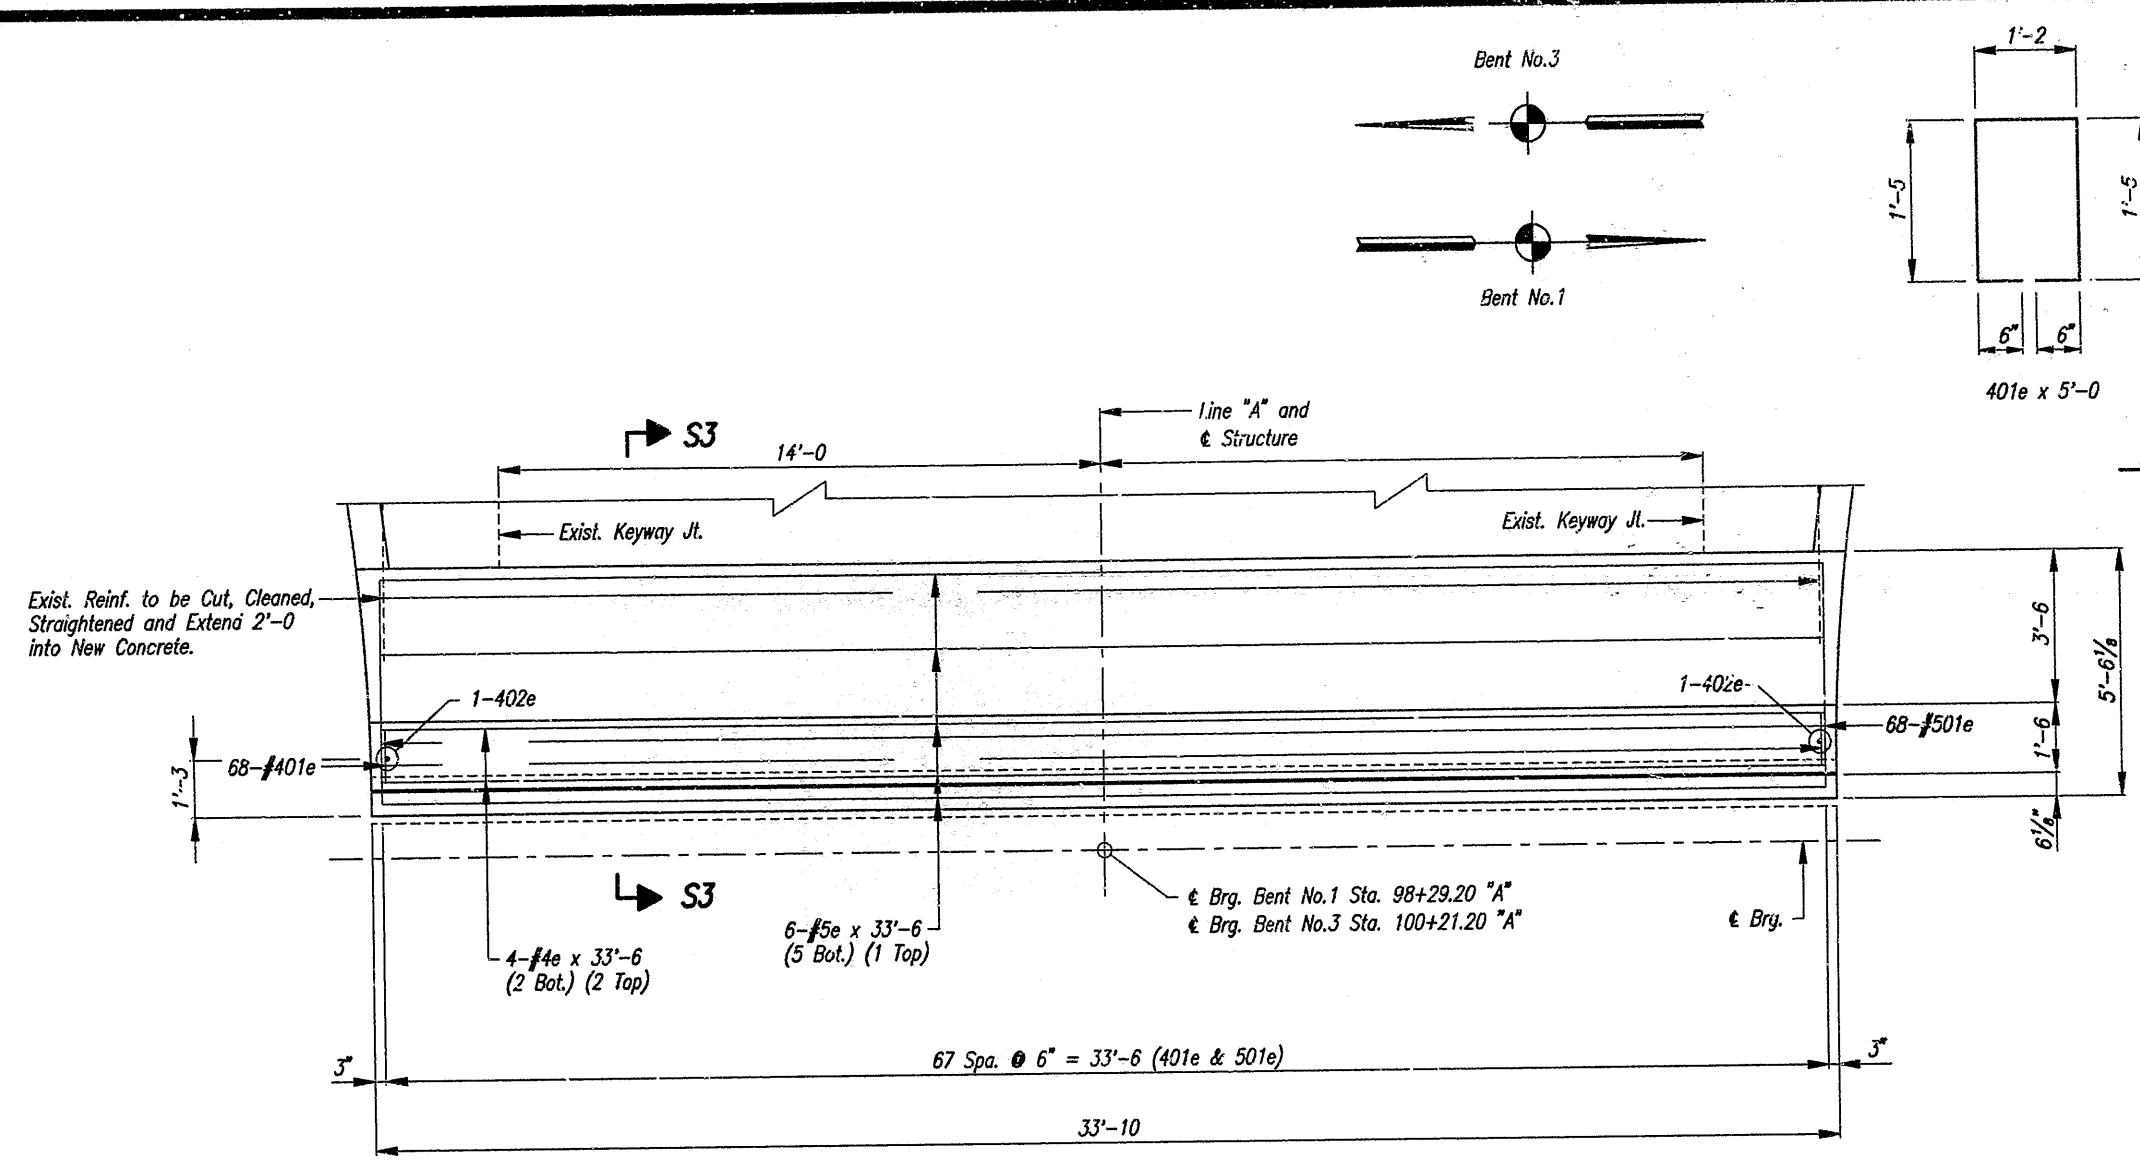 Bent No.3
Bent No.1
1'-2
1'-5
1'-5
6"
6"
401e x 5'-0
Line "A" and
℄ Structure
S3
14'-0
Exist. Keyway Jt.
Exist. Keyway Jt.
Exist. Reinf. to be Cut, Cleaned,
Straightened and Extend 2'-0
into New Concrete.
1-402e
1-402e
68-#401e
68-#501e
1'-3
3'-6
5'-6⅛
1'-6
6⅛"
S3
℄ Brg. Bent No.1 Sta. 98+29.20 "A"
℄ Brg. Bent No.3 Sta. 100+21.20 "A"
℄ Brg.
6-#5e x 33'-6
(5 Bot.) (1 Top)
4-#4e x 33'-6
(2 Bot.) (2 Top)
3"
67 Spa. @ 6" = 33'-6 (401e & 501e)
3"
33'-10